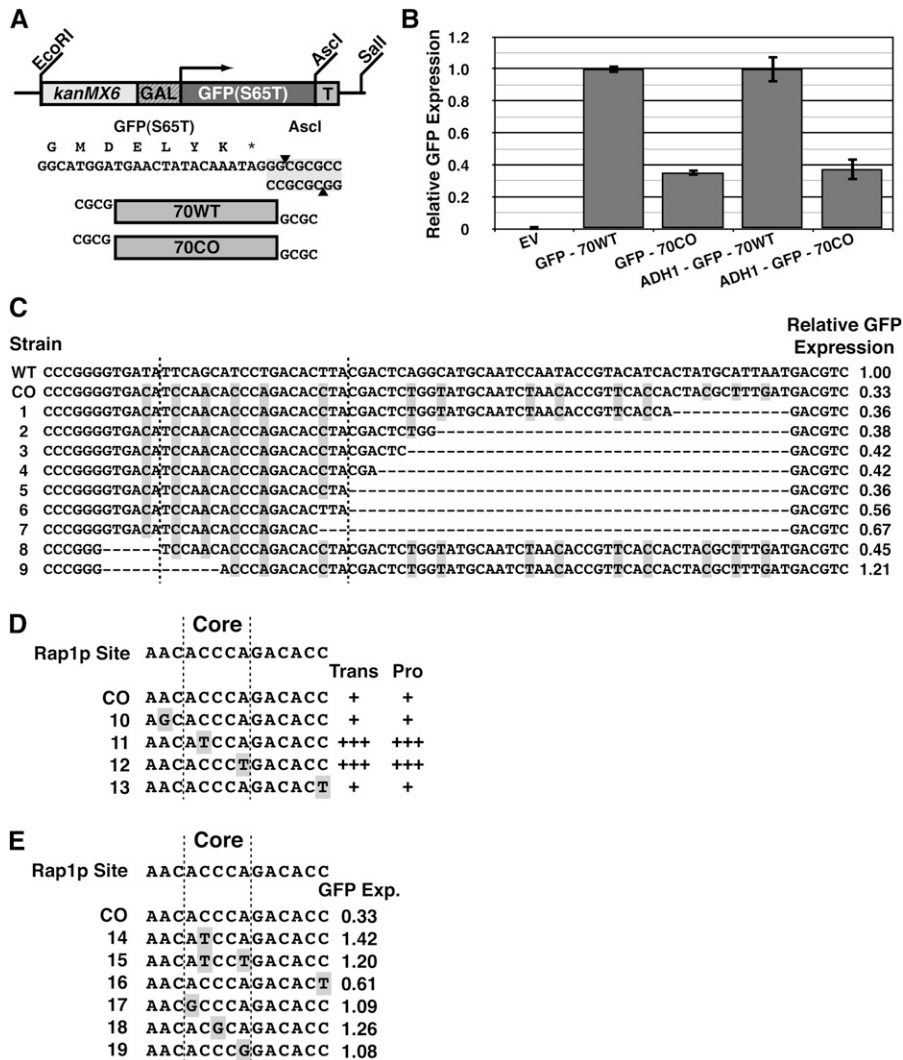 A
EcoRI
AscI
SalI
kanMX6 GAL GFP(S65T) T
GFP(S65T) AscI
G M D E L Y K *
GGCATGGATGAACTATACAAATAGGGCGCGCC
CCGCGCGG
CGCG 70WT GCGC
CGCG 70CO GCGC
B
Relative GFP Expression
1.2
1.0
0.8
0.6
0.4
0.2
0
EV
GFP - 70WT
GFP - 70CO
ADH1 - GFP - 70WT
ADH1 - GFP - 70CO
C
Strain Relative GFP Expression
WT CCCGGGGTGATATTCAGCATCCTGACACTTACGACTCAGGCATGCAATCCAATACCGTACATCACTATGCATTAATGACGTC 1.00
CO CCCGGGGTGACATCCAACACCCAGACACCTACGACTCTGGTATGCAATCTAACACCGTTCACCACTACGCTTTGATGACGTC 0.33
1 CCCGGGGTGACATCCAACACCCAGACACCTACGACTCTGGTATGCAATCTAACACCGTTCACCA------------GACGTC 0.36
2 CCCGGGGTGACATCCAACACCCAGACACCTACGACTCTGG------------------------------------GACGTC 0.38
3 CCCGGGGTGACATCCAACACCCAGACACCTACGACTC---------------------------------------GACGTC 0.42
4 CCCGGGGTGACATCCAACACCCAGACACCTACGA------------------------------------------GACGTC 0.42
5 CCCGGGGTGACATCCAACACCCAGACACCTA---------------------------------------------GACGTC 0.36
6 CCCGGGGTGACATCCAACACCCAGACACTTA---------------------------------------------GACGTC 0.56
7 CCCGGGGTGACATCCAACACCCAGACAC------------------------------------------------GACGTC 0.67
8 CCCGGG------TCCAACACCCAGACACCTACGACTCTGGTATGCAATCTAACACCGTTCACCACTACGCTTTGATGACGTC 0.45
9 CCCGGG------------ACCCAGACACCTACGACTCTGGTATGCAATCTAACACCGTTCACCACTACGCTTTGATGACGTC 1.21
D
Core
Rap1p Site AACACCCAGACACC
Trans Pro
CO AACACCCAGACACC + +
10 AGCACCCAGACACC + +
11 AACATCCAGACACC +++ +++
12 AACACCCTGACACC +++ +++
13 AACACCCAGACACT + +
E
Core
Rap1p Site AACACCCAGACACC
GFP Exp.
CO AACACCCAGACACC 0.33
14 AACATCCAGACACC 1.42
15 AACATCCTGACACC 1.20
16 AACACCCAGACACT 0.61
17 AACGCCCAGACACC 1.09
18 AACACGCAGACACC 1.26
19 AACACCCGGACACC 1.08